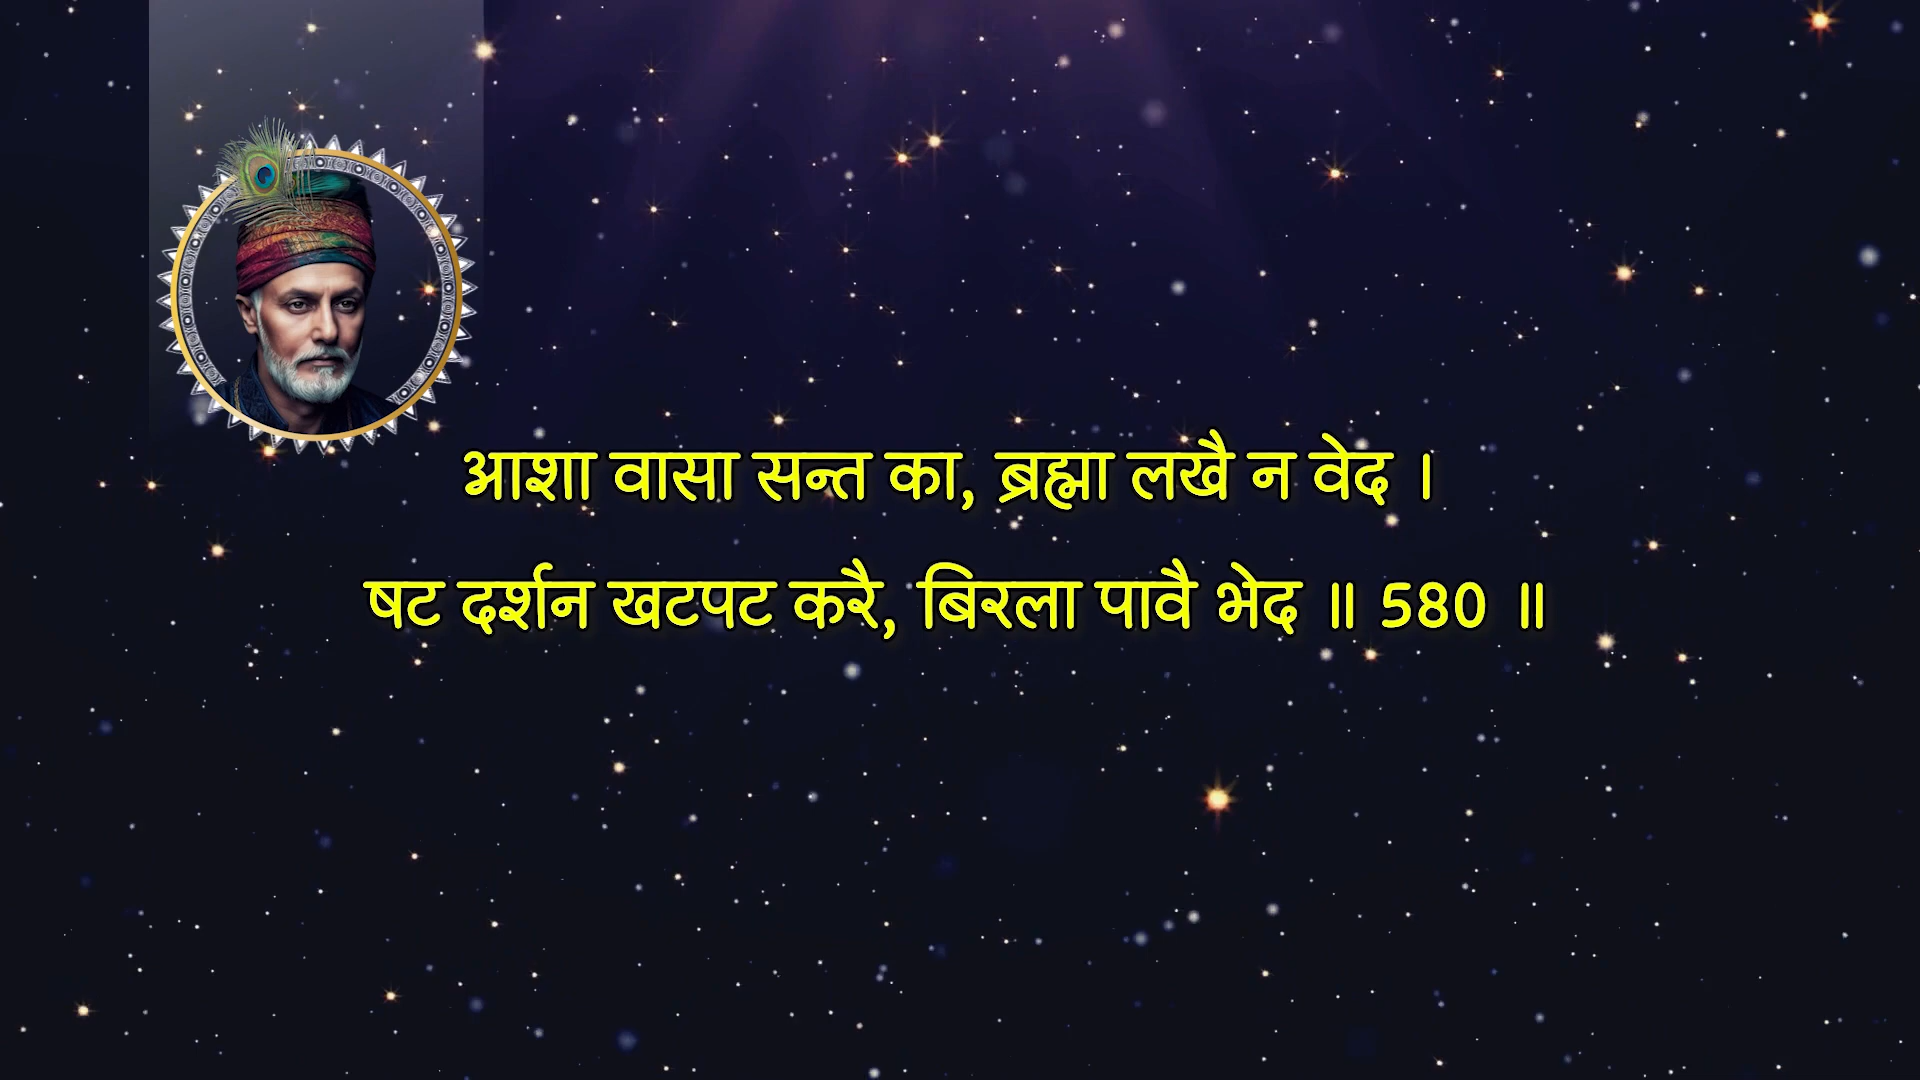 आशा वासा सन्त का, ब्रह्मा लखै न वेद ।
षट दर्शन खटपट करै, बिरला पावै भेद ॥ 580 ॥